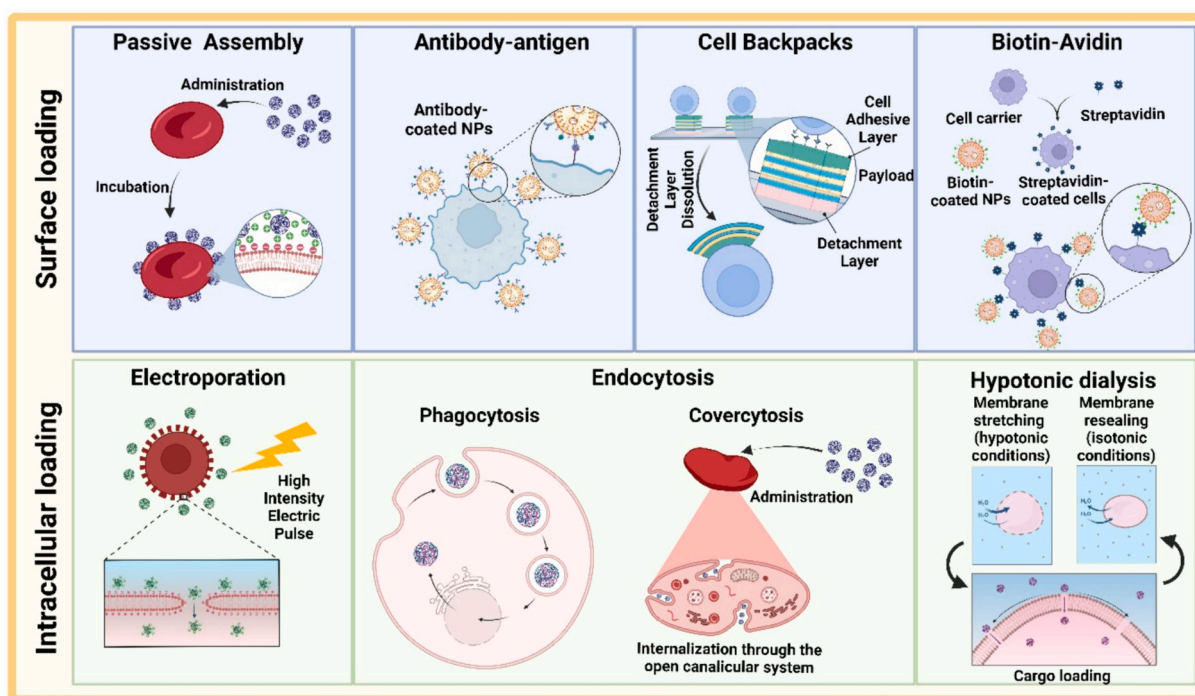 Surface loading
Passive Assembly
Administration
Incubation
Antibody-antigen
Antibody-
coated NPs
Cell Backpacks
Detachment
Layer
Dissolution
Cell
Adhesive
Layer
Payload
Detachment
Layer
Biotin-Avidin
Cell carrier
Streptavidin
Biotin-
coated NPs
Streptavidin-
coated cells
Intracellular loading
Electroporation
High
Intensity
Electric
Pulse
Endocytosis
Phagocytosis
Covercytosis
Administration
Internalization through the
open canalicular system
Hypotonic dialysis
Membrane
stretching
(hypotonic
conditions)
Membrane
resealing
(isotonic
conditions)
H₂O
H₂O
H₂O
H₂O
Cargo loading